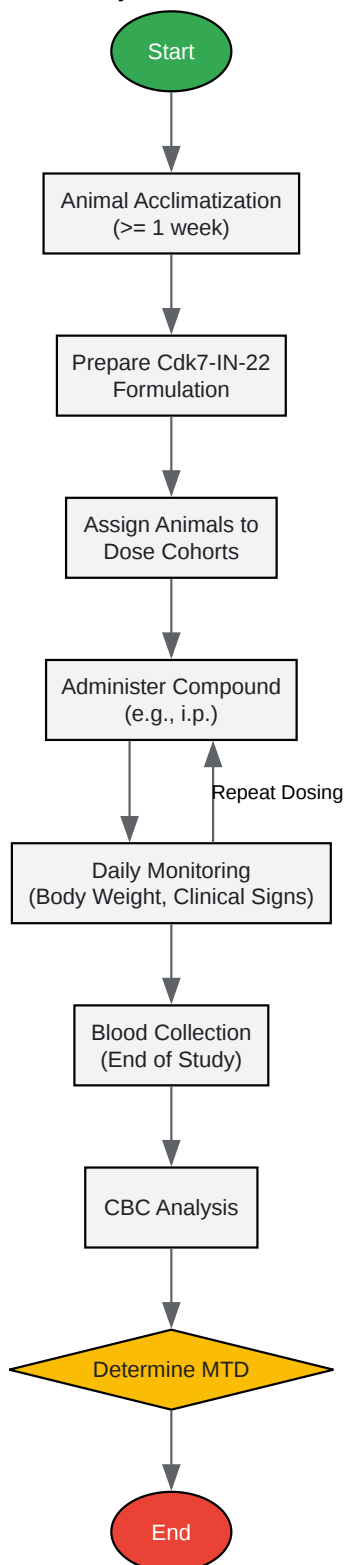 Start
Animal Acclimatization
(>= 1 week)
Prepare Cdk7-IN-22
Formulation
Assign Animals to
Dose Cohorts
Administer Compound
(e.g., i.p.)
Repeat Dosing
Daily Monitoring
(Body Weight, Clinical Signs)
Blood Collection
(End of Study)
CBC Analysis
Determine MTD
End